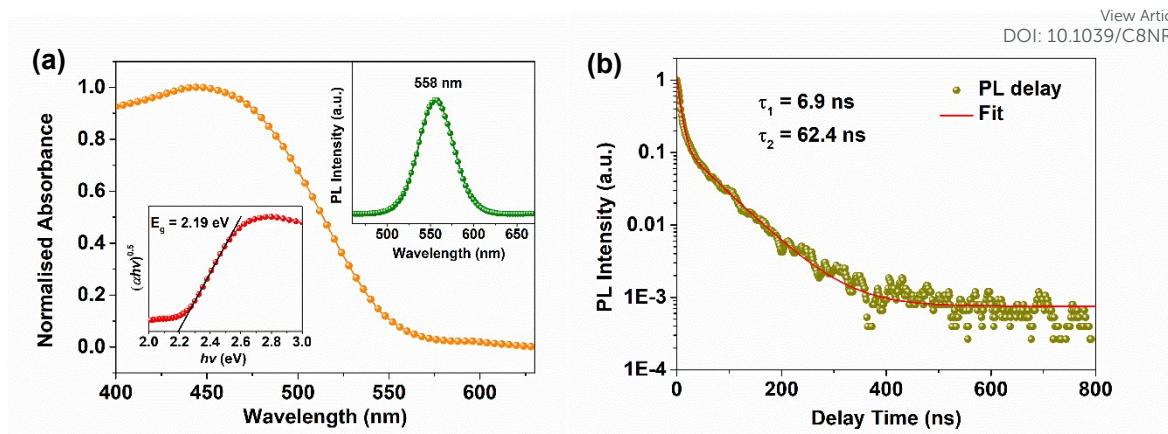 View Artic
DOI: 10.1039/C8NR
(a)
Normalised Absorbance
1.0
0.8
0.6
0.4
0.2
0.0
400 450 500 550 600
Wavelength (nm)
558 nm
PL Intensity (a.u.)
500 550 600 650
Wavelength (nm)
E_g = 2.19 eV
(αhν)^0.5
2.0 2.2 2.4 2.6 2.8 3.0
hν (eV)
(b)
PL Intensity (a.u.)
1
0.1
0.01
1E-3
1E-4
τ₁ = 6.9 ns
τ₂ = 62.4 ns
PL delay
Fit
0 200 400 600 800
Delay Time (ns)